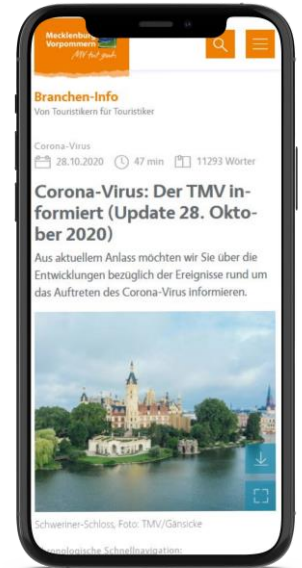 Mecklenburg
Vorpommern
MV tut gut.
Branchen-Info
Von Touristikern für Touristiker
Corona-Virus
28.10.2020 47 min 11293 Wörter
Corona-Virus: Der TMV in-
formiert (Update 28. Okto-
ber 2020)
Aus aktuellem Anlass möchten wir Sie über die
Entwicklungen bezüglich der Ereignisse rund um
das Auftreten des Corona-Virus informieren.
Schweriner-Schloss, Foto: TMV/Gänsicke
Chronologische Schnellnavigation: